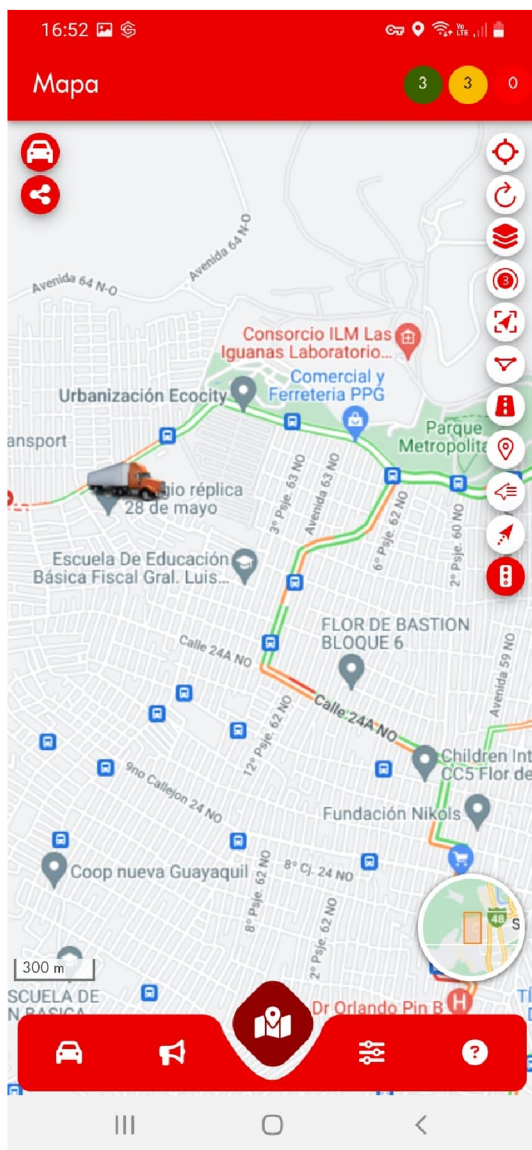 16:52
Mapa
3
3
0
Avenida 64 N-O
Avenida 64 N-O
3
Consorcio ILM Las
Iguanas Laboratorio...
Comercial y
Ferreteria PPG
Urbanización Ecocity
ansport
Parque
Metropolita
gio réplica
28 de mayo
3° Psje. 63 NO
Avenida 63 NO
6° Psje. 62 NO
2° Psje. 60 NO
Escuela De Educación
Básica Fiscal Gral. Luis...
FLOR DE BASTION
BLOQUE 6
Calle 24A NO
Avenida 59 NO
Calle 24A NO
12° Psje. 62 NO
9no Callejon 24 NO
Children Int
CC5 Flor de
Fundación Nikols
Coop nueva Guayaquil
8° Cj. 24 NO
8° Psje. 62 NO
2° Psje. 62 NO
48
S
300 m
SCUELA DE
N BASICA
Dr Orlando Pin B
H
TÍ
D
?